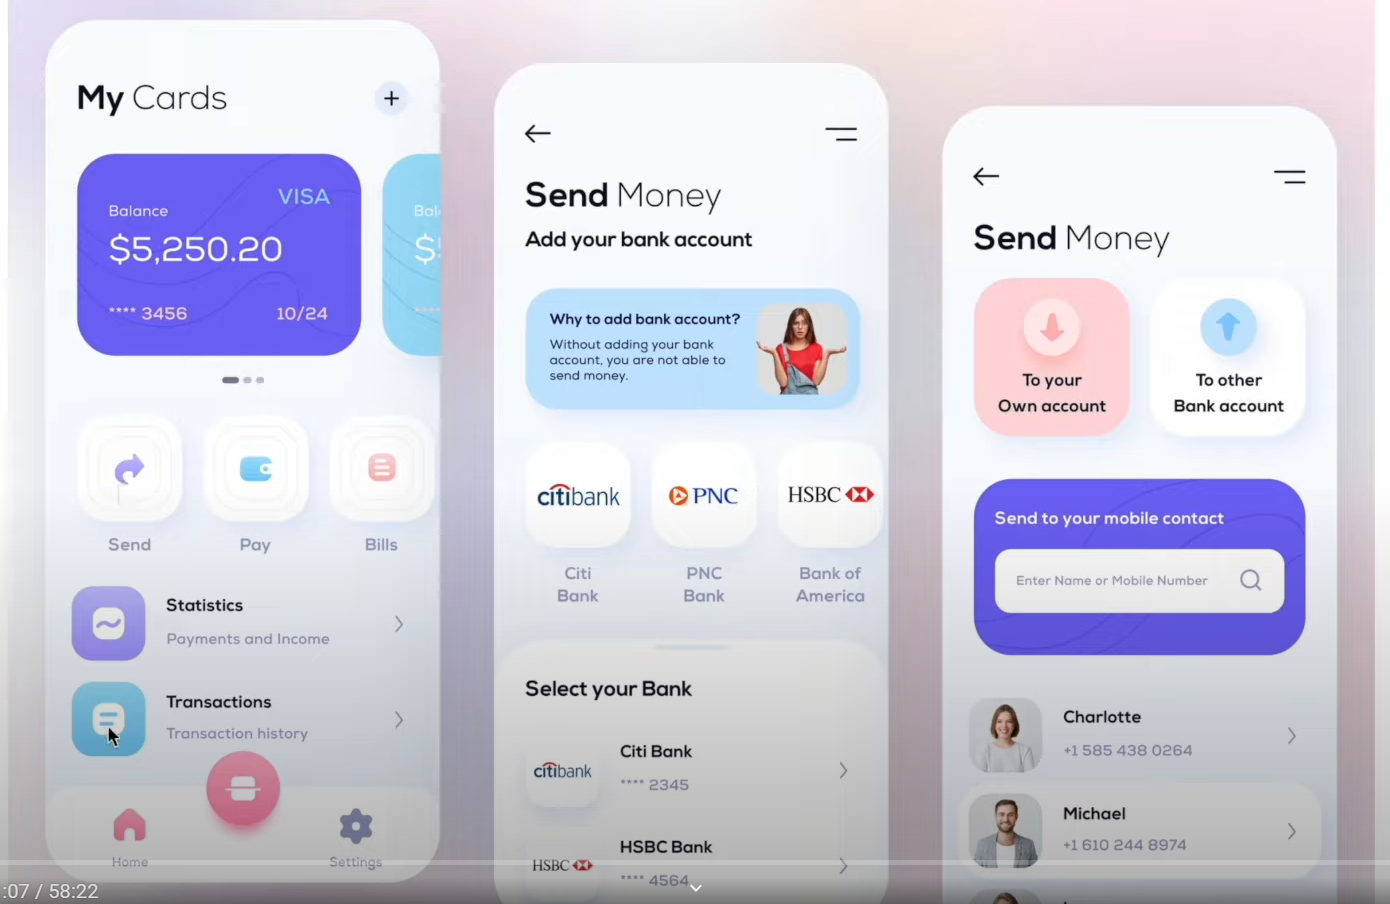 My Cards
Balance
VISA
$5,250.20
**** 3456
10/24
Send
Pay
Bills
Statistics
Payments and Income
Transactions
Transaction history
Home
Settings
Send Money
Add your bank account
Why to add bank account?
Without adding your bank
account, you are not able to
send money.
citibank
PNC
HSBC
Citi
Bank
PNC
Bank
Bank of
America
Select your Bank
citibank
Citi Bank
**** 2345
HSBC
HSBC Bank
**** 4564
Send Money
To your
Own account
To other
Bank account
Send to your mobile contact
Enter Name or Mobile Number
Charlotte
+1 585 438 0264
Michael
+1 610 244 8974
:07 / 58:22